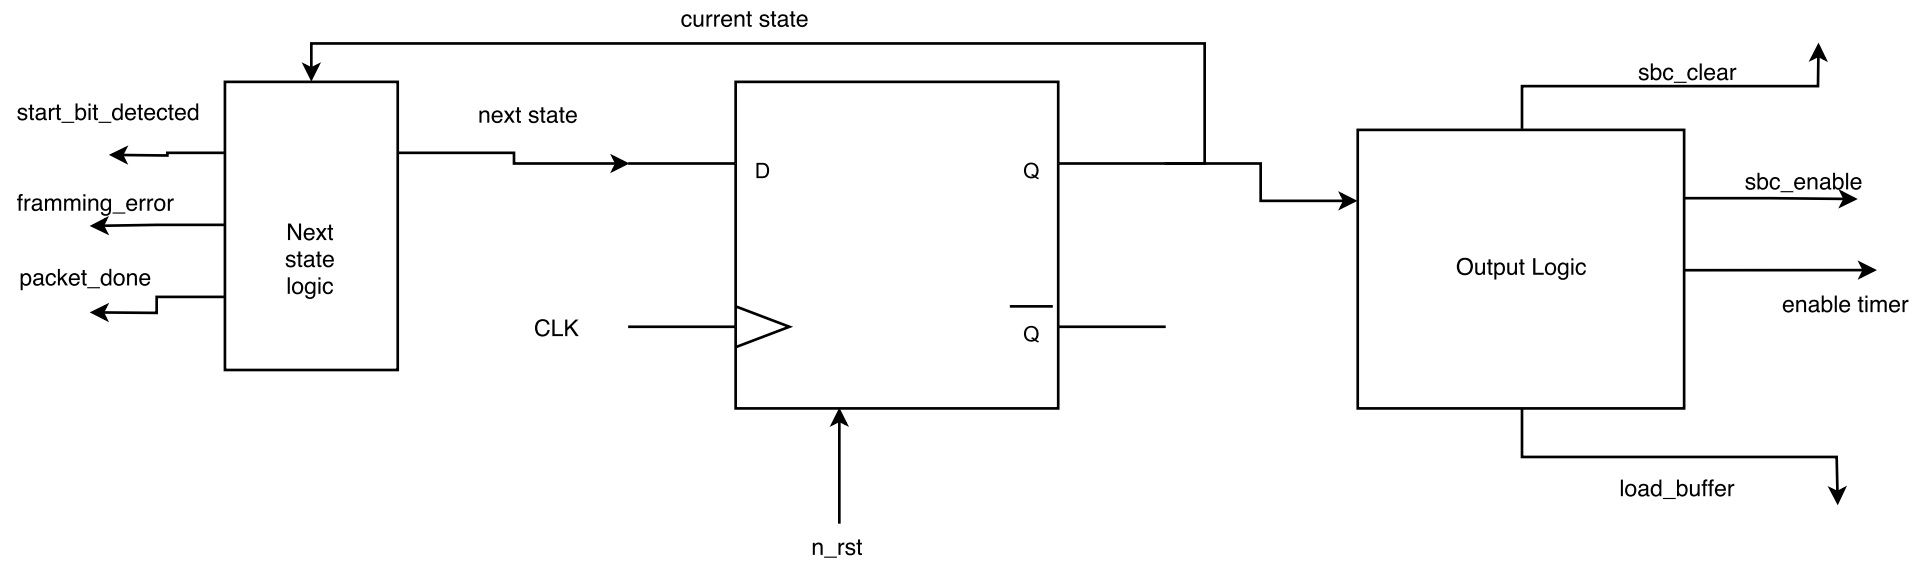 current state
sbc_clear
start_bit_detected
next state
D
Q
sbc_enable
framming_error
Next
state
logic
Output Logic
packet_done
enable timer
CLK
Q
load_buffer
n_rst